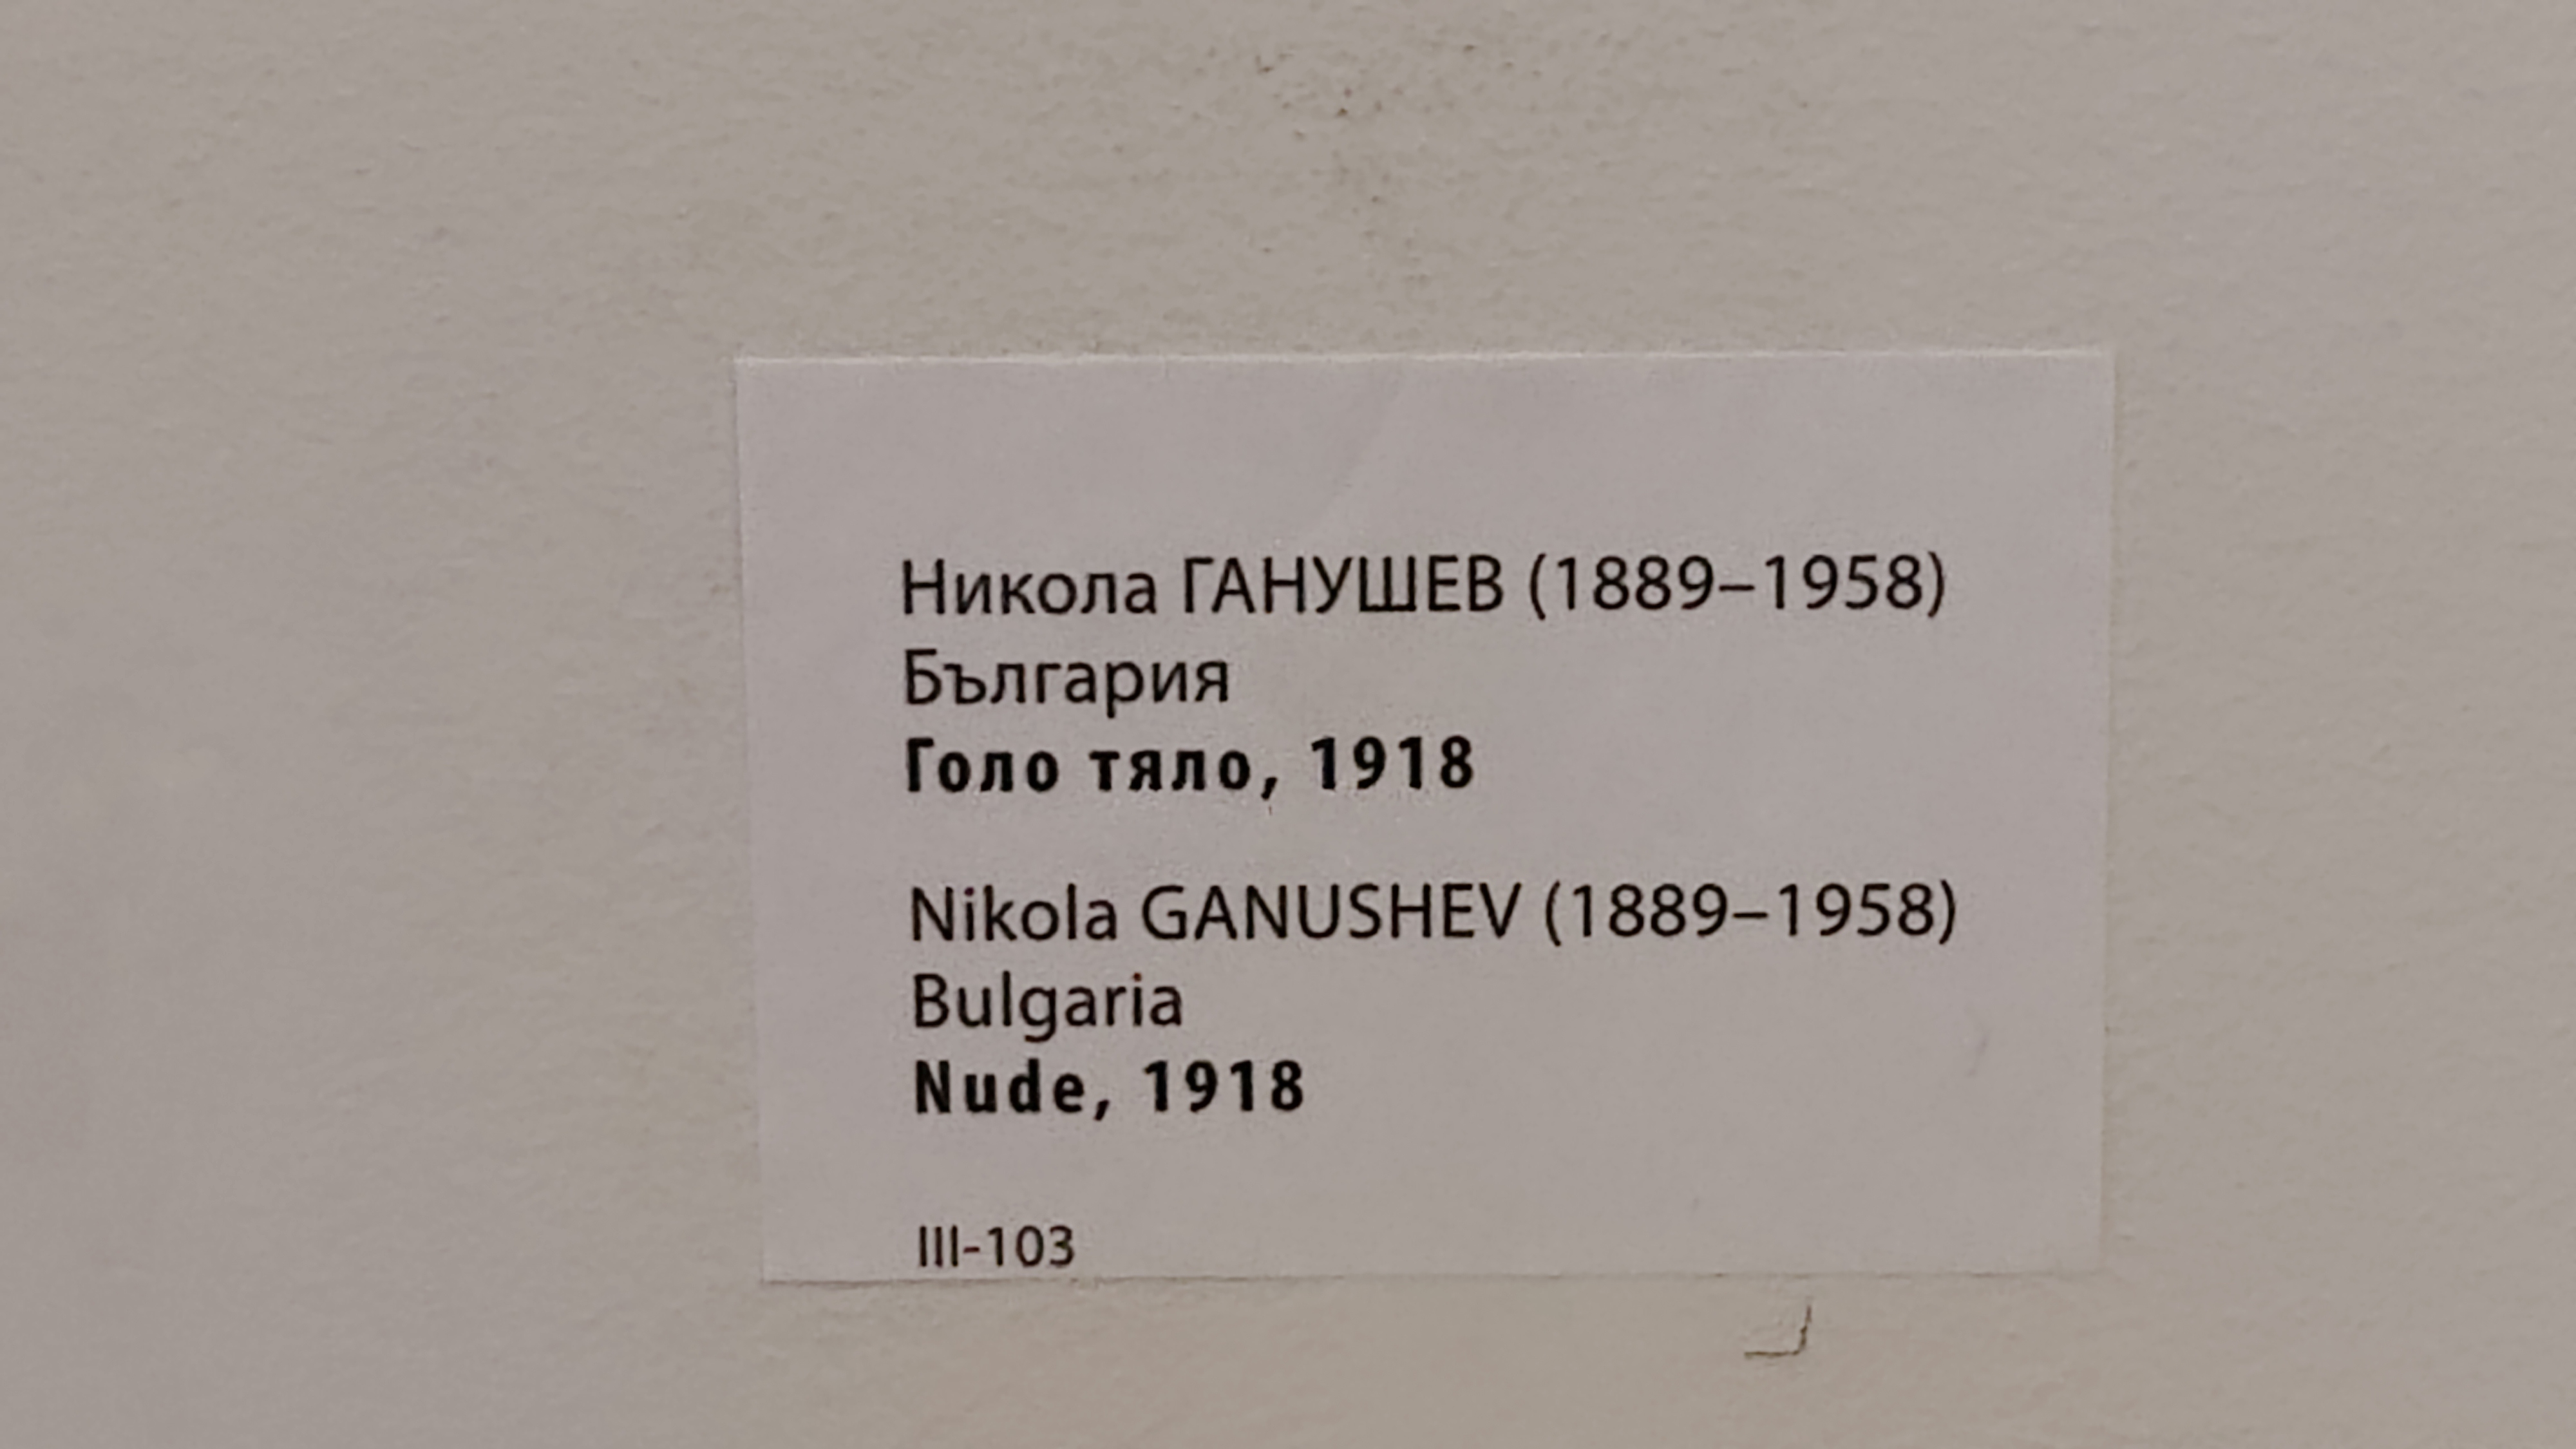 Никола ГАНУШЕВ (1889–1958)
България
Голо тяло, 1918
Nikola GANUSHEV (1889–1958)
Bulgaria
Nude, 1918
III-103